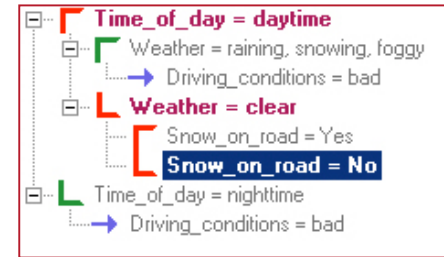 Time_of_day = daytime
Weather = raining, snowing, foggy
Driving_conditions = bad
Weather = clear
Snow_on_road = Yes
Snow_on_road = No
Time_of_day = nighttime
Driving_conditions = bad